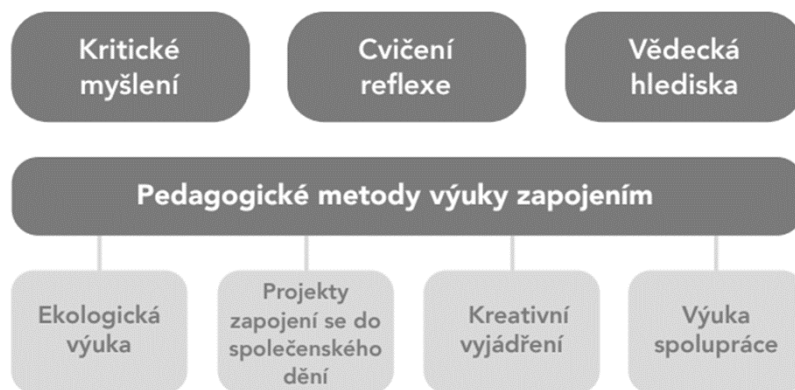 Kritické
myšlení
Cvičení
reflexe
Vědecká
hlediska
Pedagogické metody výuky zapojením
Ekologická
výuka
Projekty
zapojení se do
společenského
dění
Kreativní
vyjádření
Výuka
spolupráce